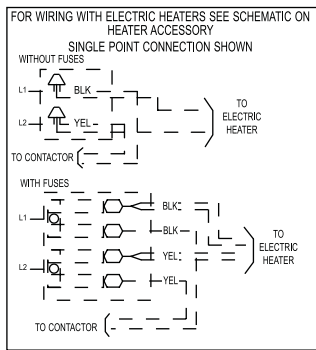 FOR WIRING WITH ELECTRIC HEATERS SEE SCHEMATIC ON
HEATER ACCESSORY
SINGLE POINT CONNECTION SHOWN
WITHOUT FUSES
L1
BLK
L2
YEL
TO
ELECTRIC
HEATER
TO CONTACTOR
WITH FUSES
L1
BLK
BLK
TO
ELECTRIC
HEATER
L2
YEL
YEL
TO CONTACTOR